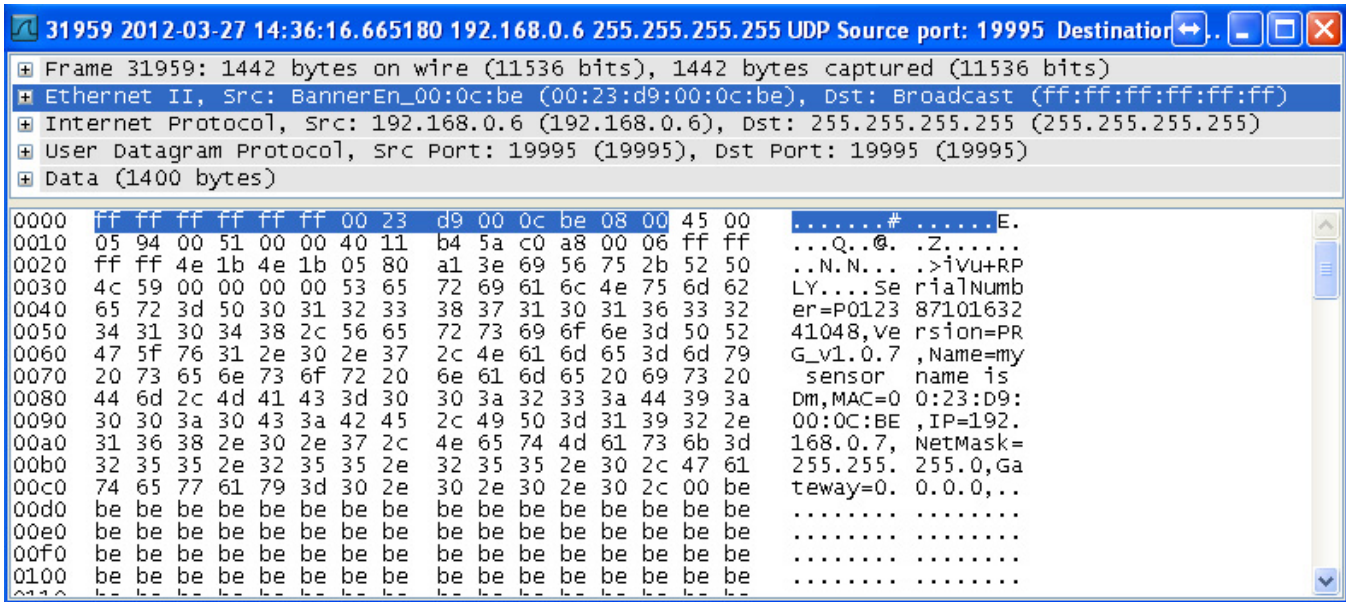 31959 2012-03-27 14:36:16.665180 192.168.0.6 255.255.255.255 UDP Source port: 19995 Destination
Frame 31959: 1442 bytes on wire (11536 bits), 1442 bytes captured (11536 bits)
Ethernet II, Src: BannerEn_00:0c:be (00:23:d9:00:0c:be), Dst: Broadcast (ff:ff:ff:ff:ff:ff)
Internet Protocol, Src: 192.168.0.6 (192.168.0.6), Dst: 255.255.255.255 (255.255.255.255)
User Datagram Protocol, Src Port: 19995 (19995), Dst Port: 19995 (19995)
Data (1400 bytes)
0000 ff ff ff ff ff ff 00 23 d9 00 0c be 08 00 45 00 .......# ......E.
0010 05 94 00 51 00 00 40 11 b4 5a c0 a8 00 06 ff ff ...Q..@. .Z......
0020 ff ff 4e 1b 4e 1b 05 80 a1 3e 69 56 75 2b 52 50 ..N.N... .>iVu+RP
0030 4c 59 00 00 00 00 53 65 72 69 61 6c 4e 75 6d 62 LY....Se rialNumb
0040 65 72 3d 50 30 31 32 33 38 37 31 30 31 36 33 32 er=P0123 87101632
0050 34 31 30 34 38 2c 56 65 72 73 69 6f 6e 3d 50 52 41048,Ve rsion=PR
0060 47 5f 76 31 2e 30 2e 37 2c 4e 61 6d 65 3d 6d 79 G_v1.0.7 ,Name=my
0070 20 73 65 6e 73 6f 72 20 6e 61 6d 65 20 69 73 20 sensor name is
0080 44 6d 2c 4d 41 43 3d 30 30 3a 32 33 3a 44 39 3a Dm,MAC=0 0:23:D9:
0090 30 30 3a 30 43 3a 42 45 2c 49 50 3d 31 39 32 2e 00:0C:BE ,IP=192.
00a0 31 36 38 2e 30 2e 37 2c 4e 65 74 4d 61 73 6b 3d 168.0.7, NetMask=
00b0 32 35 35 2e 32 35 35 2e 32 35 35 2e 30 2c 47 61 255.255. 255.0,Ga
00c0 74 65 77 61 79 3d 30 2e 30 2e 30 2e 30 2c 00 be teway=0. 0.0.0,..
00d0 be be be be be be be be be be be be be be be be ........ ........
00e0 be be be be be be be be be be be be be be be be ........ ........
00f0 be be be be be be be be be be be be be be be be ........ ........
0100 be be be be be be be be be be be be be be be be ........ ........